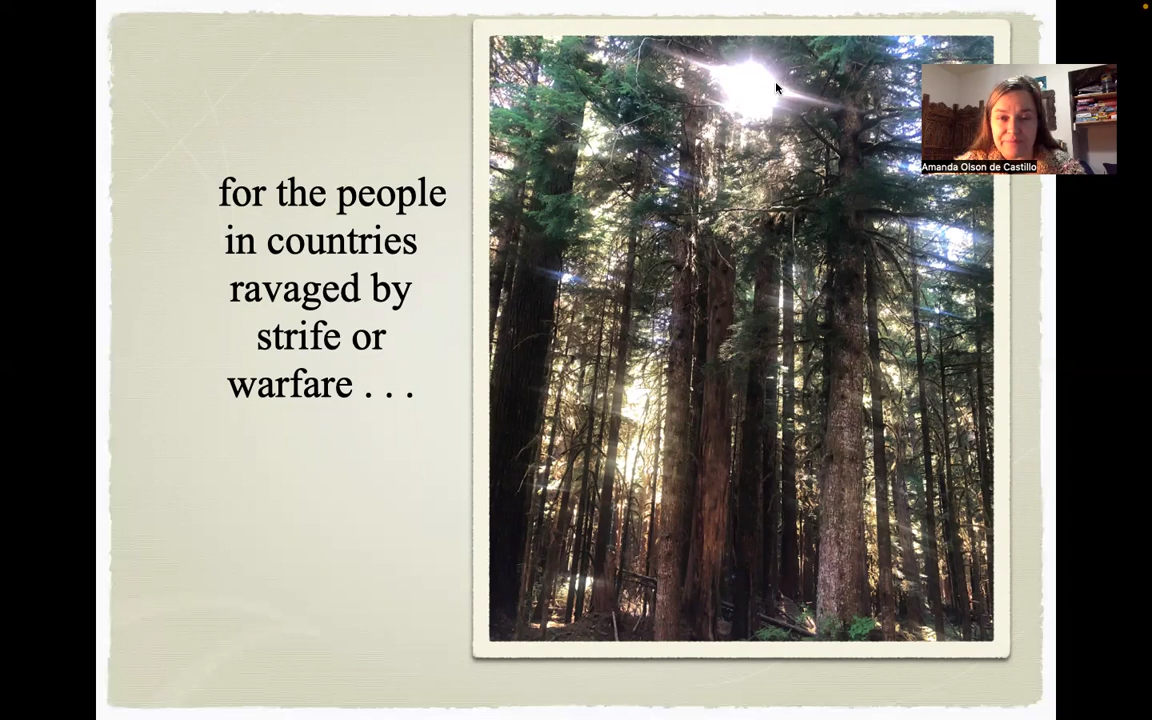 for the people
in countries
ravaged by
strife or
warfare . . .
Amanda Olson de Castillo